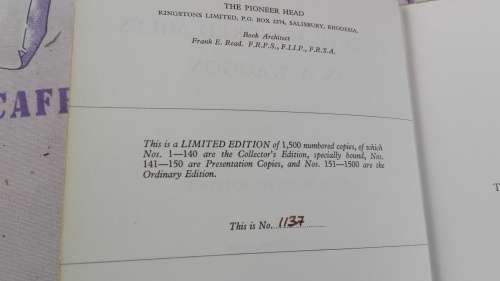 THE PIONEER HEAD
KINGSTONS LIMITED, P.O. BOX 2374, SALISBURY, RHODESIA.
Book Architect
Frank E. Read. F.R.P.S., F.I.I.P., F.R.S.A.
CAFE
This is a LIMITED EDITION of 1,500 numbered copies, of which
Nos. 1—140 are the Collector's Edition, specially bound, Nos.
141—150 are Presentation Copies, and Nos. 151—1500 are the
Ordinary Edition.
This is No. 1137
T